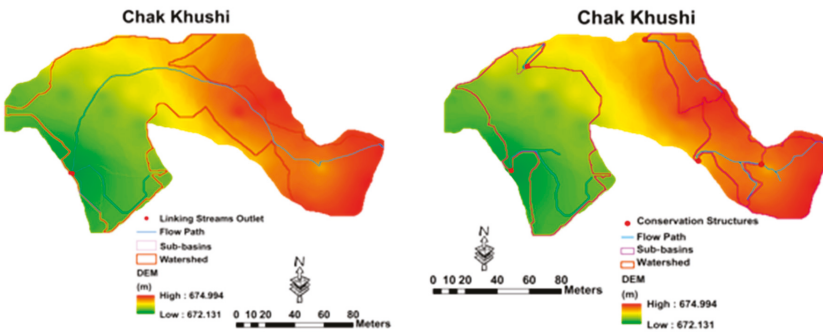 Chak Khushi
Linking Streams Outlet
Flow Path
Sub-basins
Watershed
DEM
(m)
High : 674.994
Low : 672.131
N
0 10 20 40 60 80
Meters
Chak Khushi
Conservation Structures
Flow Path
Sub-basins
Watershed
DEM
(m)
High : 674.994
Low : 672.131
N
0 10 20 40 60 80
Meters